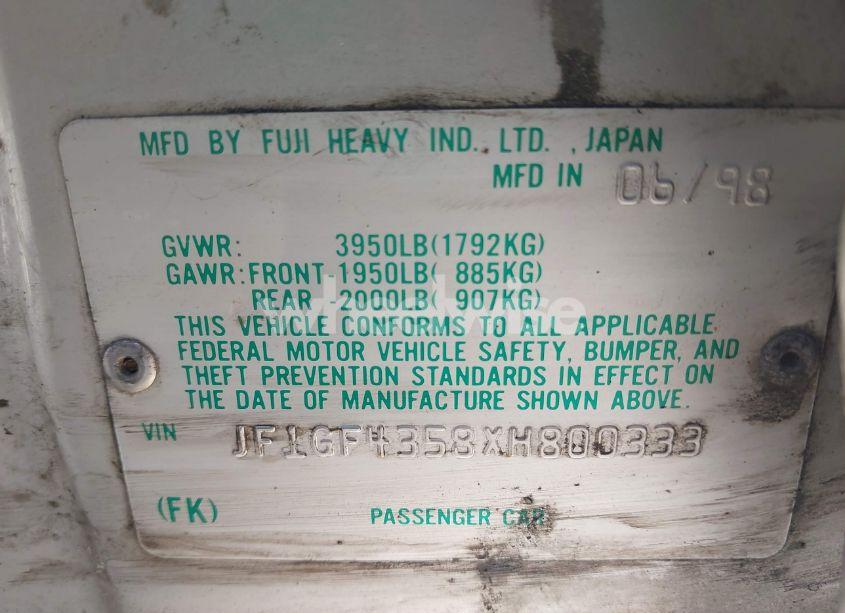 MFD BY FUJI HEAVY IND., LTD. , JAPAN
MFD IN 06/98
GVWR: 3950LB(1792KG)
GAWR:FRONT-1950LB( 885KG)
REAR -2000LB( 907KG)
THIS VEHICLE CONFORMS TO ALL APPLICABLE
FEDERAL MOTOR VEHICLE SAFETY, BUMPER, AND
THEFT PREVENTION STANDARDS IN EFFECT ON
THE DATE OF MANUFACTURE SHOWN ABOVE.
VIN JF1GF4358XH800333
(FK) PASSENGER CAR